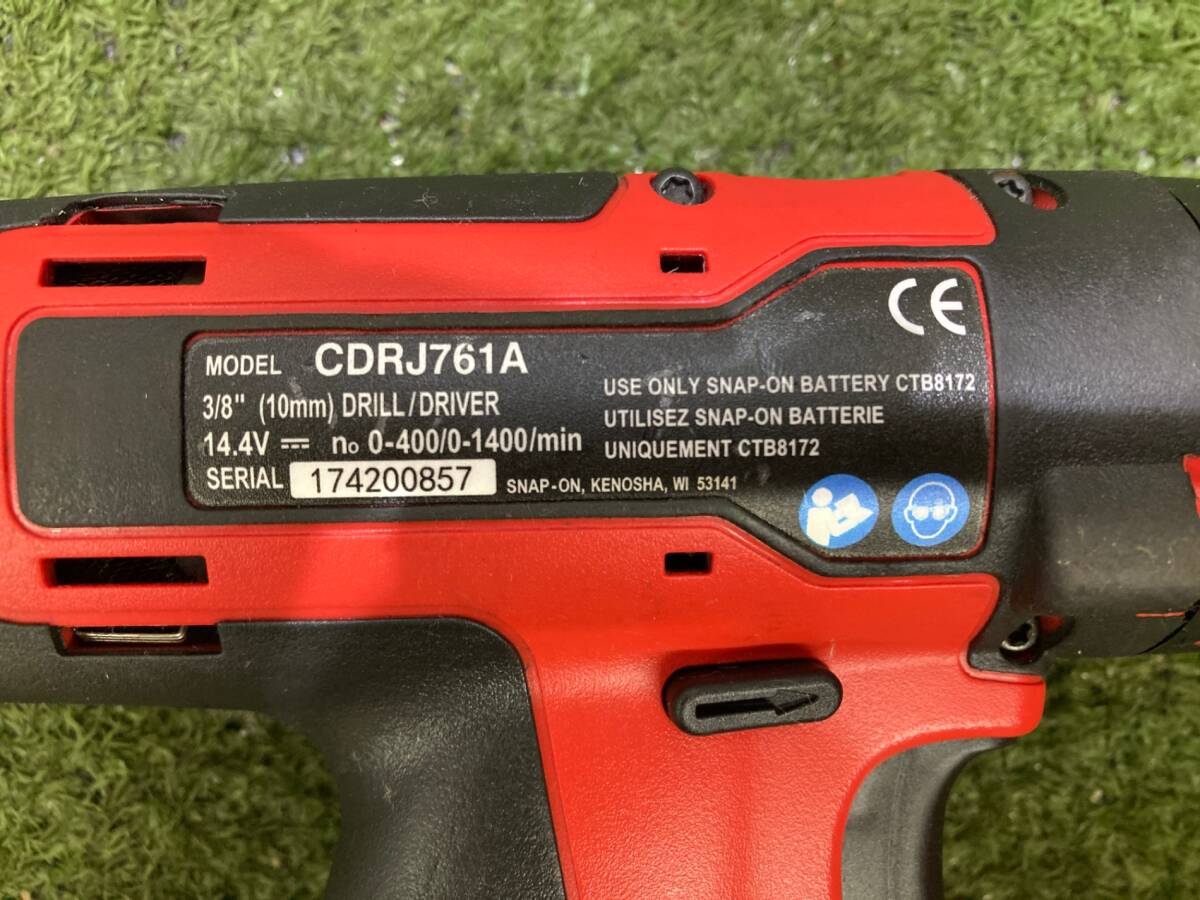 CE
MODEL CDRJ761A
3/8" (10mm) DRILL/DRIVER
14.4V n₀ 0-400/0-1400/min
SERIAL 174200857
SNAP-ON, KENOSHA, WI 53141
USE ONLY SNAP-ON BATTERY CTB8172
UTILISEZ SNAP-ON BATTERIE
UNIQUEMENT CTB8172